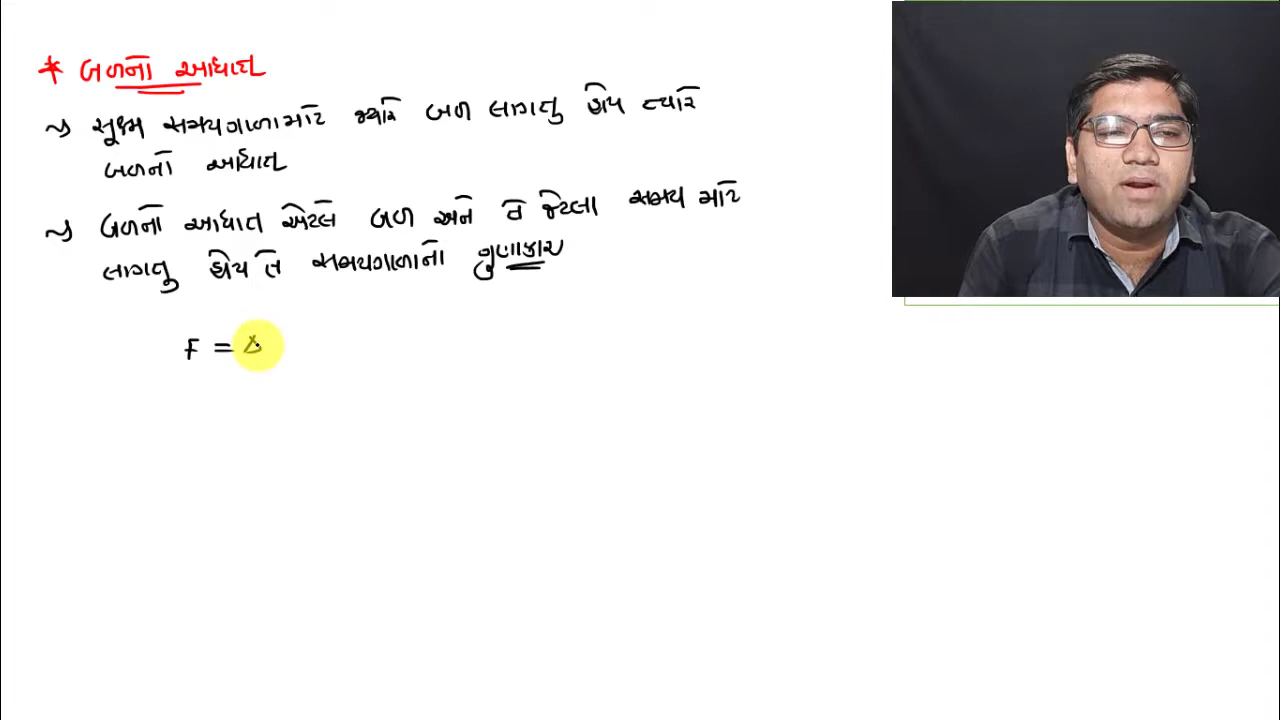 * બળનો આઘાત
→ સૂક્ષ્મ સમયગાળા માટે જ્યારે બળ લાગતુ હોય ત્યારે
બળનો આઘાત
→ બળનો આઘાત એટલે બળ અને તે જેટલા સમય માટે
લાગતુ હોય તે સમયગાળાનો ગુણાકાર
F = Δ